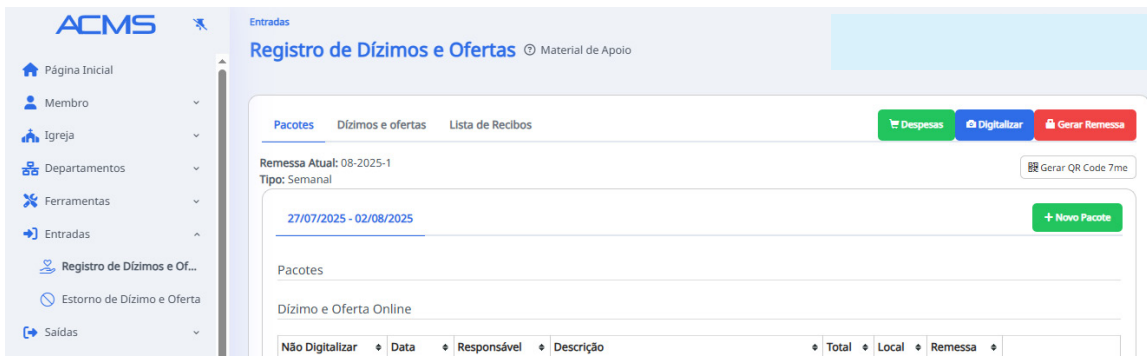 ACMS
Página Inicial
Membro
Igreja
Departamentos
Ferramentas
Entradas
Registro de Dízimos e Of...
Estorno de Dízimo e Oferta
Saídas
Entradas
Registro de Dízimos e Ofertas Material de Apoio
Pacotes Dízimos e ofertas Lista de Recibos Despesas Digitalizar Gerar Remessa
Remessa Atual: 08-2025-1
Tipo: Semanal
Gerar QR Code 7me
27/07/2025 - 02/08/2025 + Novo Pacote
Pacotes
Dízimo e Oferta Online
Não Digitalizar Data Responsável Descrição Total Local Remessa